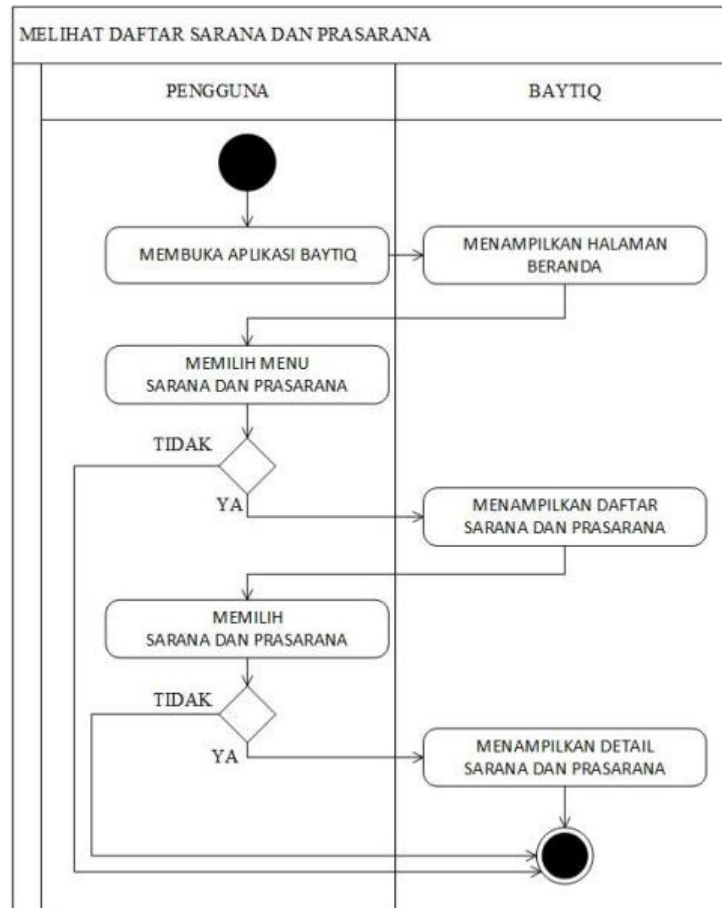 MELIHAT DAFTAR SARANA DAN PRASARANA
PENGGUNA
BAYTIQ
MEMBUKA APLIKASI BAYTIQ
MENAMPILKAN HALAMAN
BERANDA
MEMILIH MENU
SARANA DAN PRASARANA
TIDAK
YA
MENAMPILKAN DAFTAR
SARANA DAN PRASARANA
MEMILIH
SARANA DAN PRASARANA
TIDAK
YA
MENAMPILKAN DETAIL
SARANA DAN PRASARANA